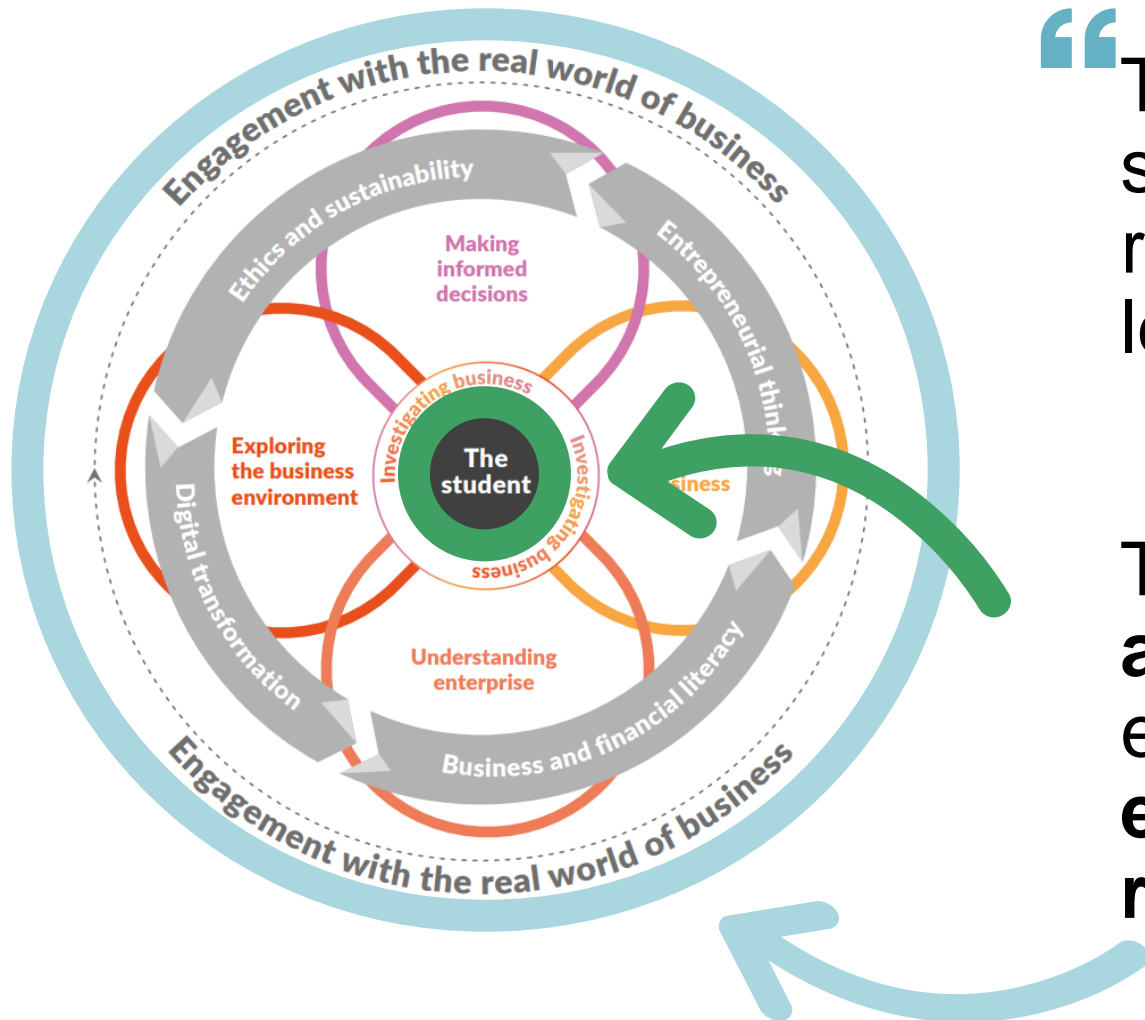 Engagement with the real world of business
Ethics and sustainability
Entrepreneurial
Making
informed
decisions
Investigating business
Investigating business
Investigating business
Exploring
the business
environment
The
student
Digital transformation
Understanding
enterprise
Business and financial literacy
Engagement with the real world of business
“